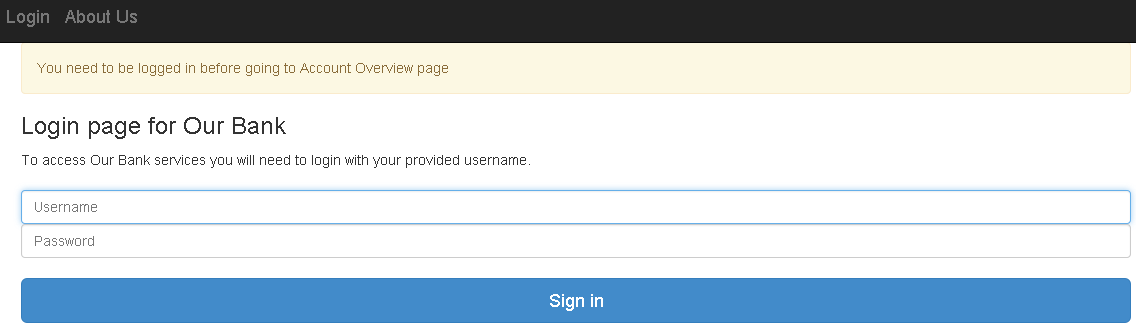 Login About Us
You need to be logged in before going to Account Overview page
Login page for Our Bank
To access Our Bank services you will need to login with your provided username.
Username
Password
Sign in